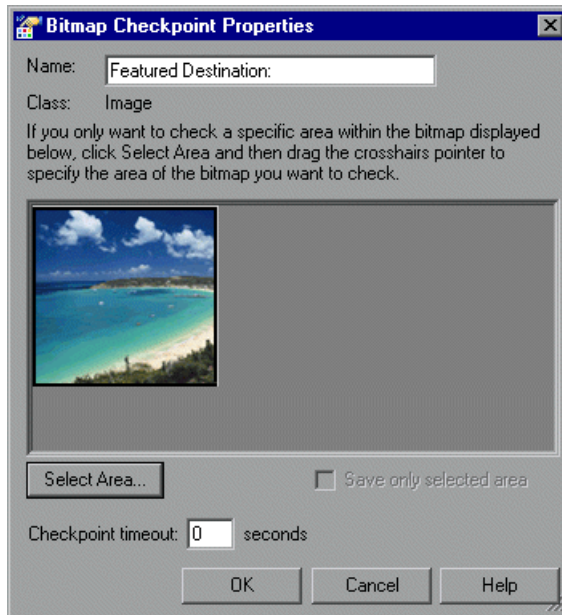 Bitmap Checkpoint Properties
Name: Featured Destination:
Class: Image
If you only want to check a specific area within the bitmap displayed
below, click Select Area and then drag the crosshairs pointer to
specify the area of the bitmap you want to check.
Select Area... Save only selected area
Checkpoint timeout: 0 seconds
OK Cancel Help